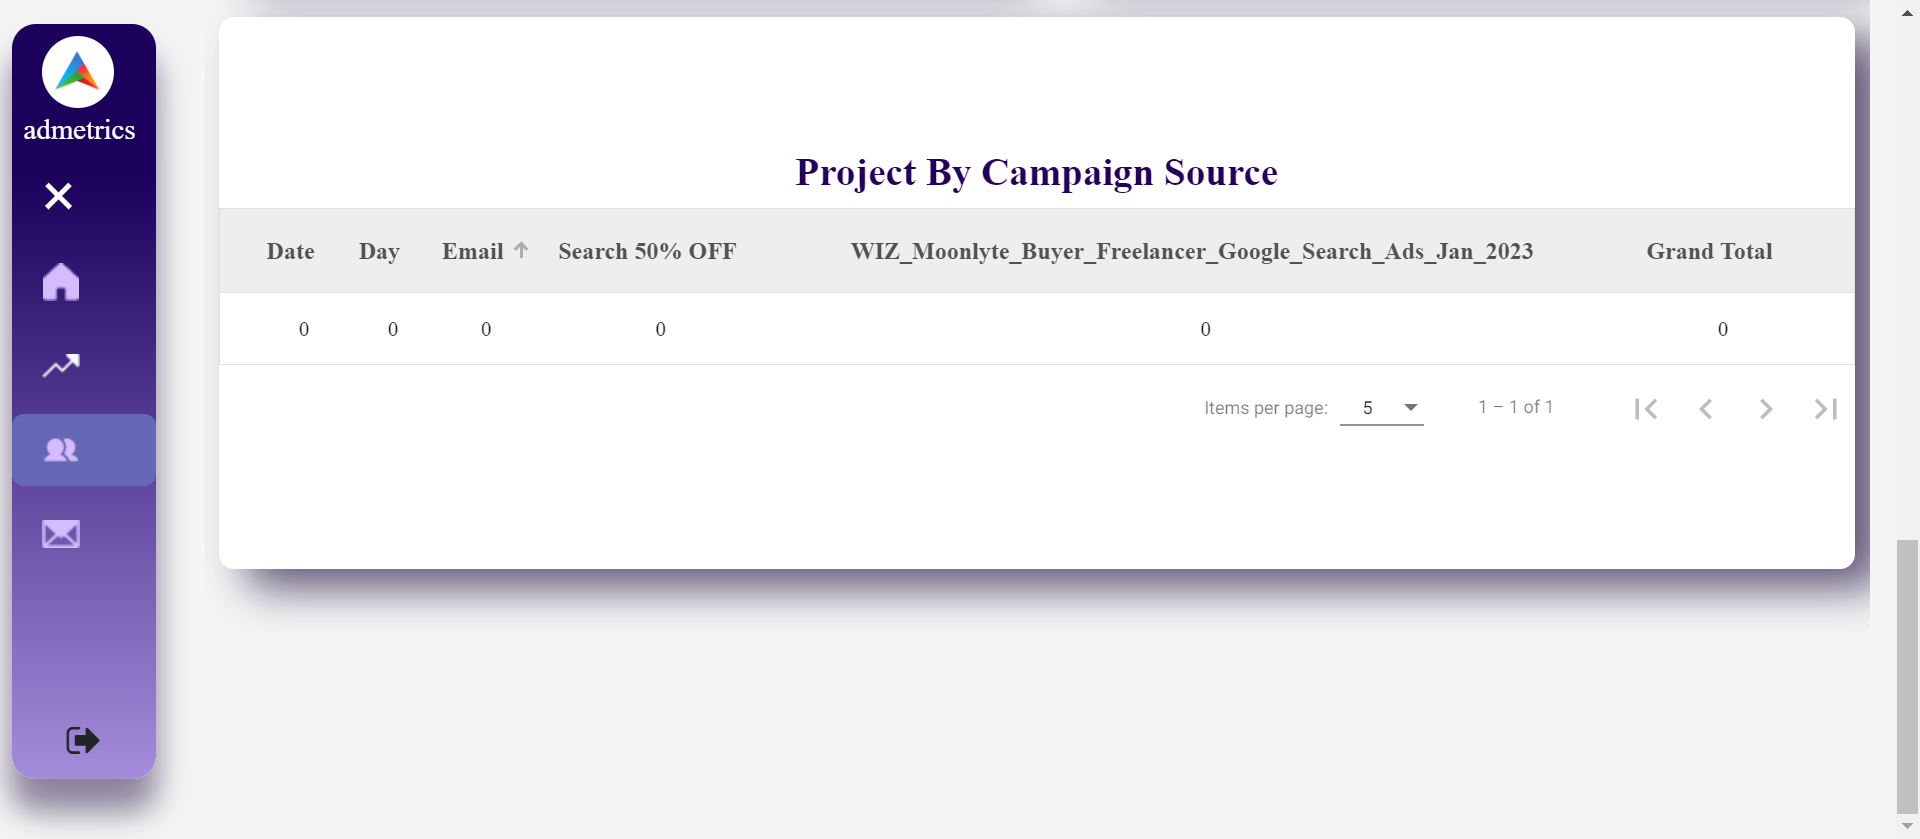 admetrics
Project By Campaign Source
Date Day Email Search 50% OFF WIZ_Moonlyte_Buyer_Freelancer_Google_Search_Ads_Jan_2023 Grand Total
0 0 0 0 0 0
Items per page: 5 1 – 1 of 1